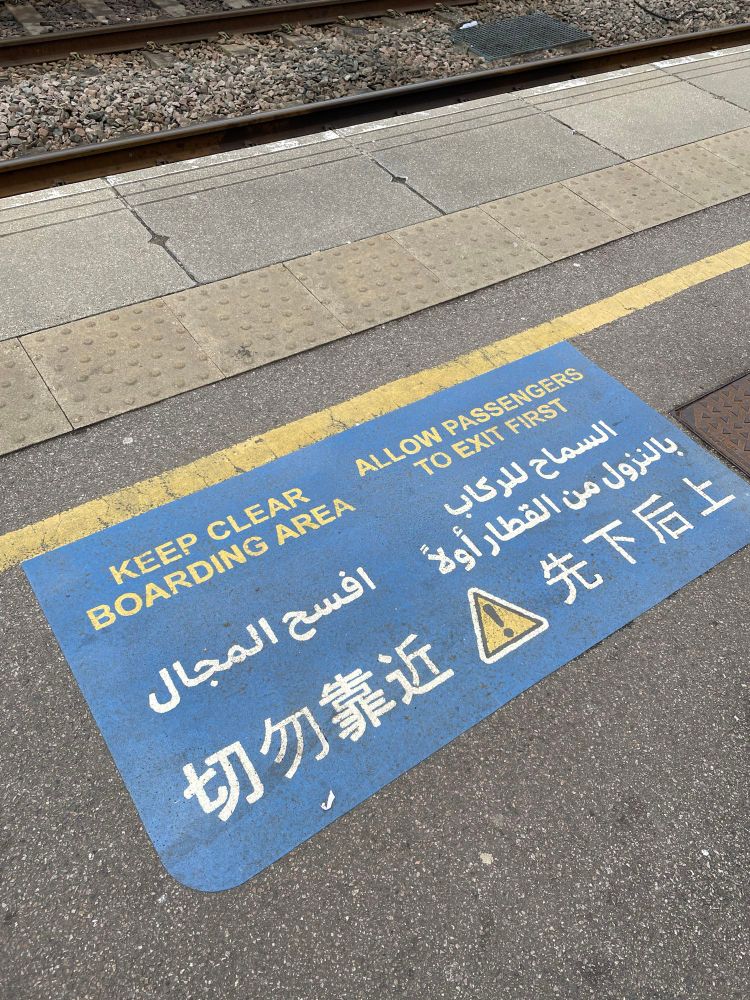 KEEP CLEAR
BOARDING AREA
افسح المجال
切勿靠近
ALLOW PASSENGERS
TO EXIT FIRST
السماح للركاب
بالنزول من القطار أولاً
先下后上